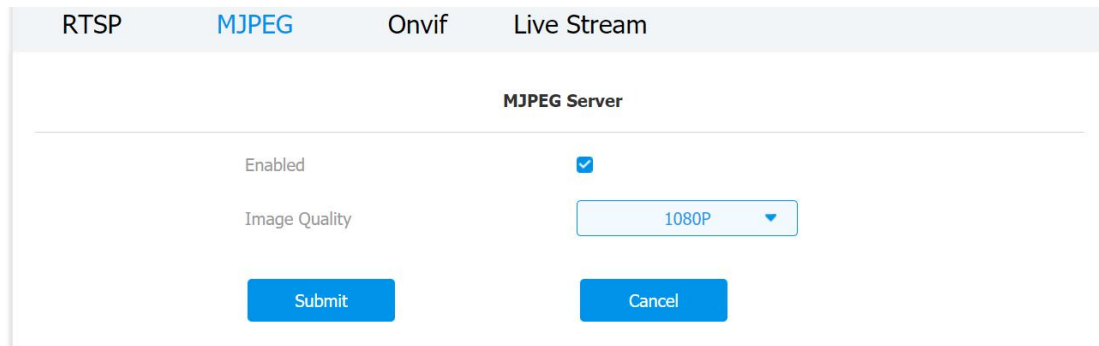 RTSP MJPEG Onvif Live Stream
MJPEG Server
Enabled
Image Quality 1080P
Submit Cancel